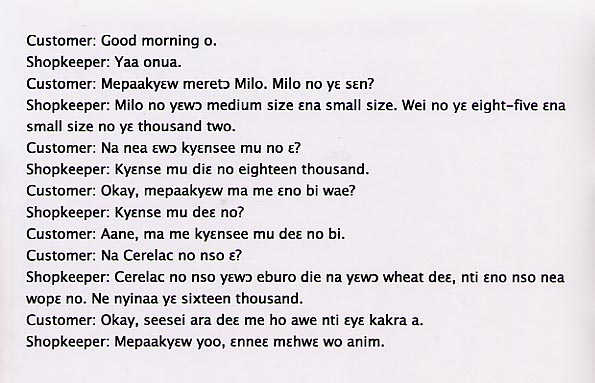 Customer: Good morning o.
Shopkeeper: Yaa onua.
Customer: Mepaakyɛw meretɔ Milo. Milo no yɛ sɛn?
Shopkeeper: Milo no yɛwɔ medium size ɛna small size. Wei no yɛ eight-five ɛna
small size no yɛ thousand two.
Customer: Na nea ɛwɔ kyɛnsee mu no ɛ?
Shopkeeper: Kyɛnse mu diɛ no eighteen thousand.
Customer: Okay, mepaakyɛw ma me ɛno bi wae?
Shopkeeper: Kyɛnse mu deɛ no?
Customer: Aane, ma me kyɛnsee mu deɛ no bi.
Customer: Na Cerelac no nso ɛ?
Shopkeeper: Cerelac no nso yɛwɔ eburo die na yɛwɔ wheat deɛ, nti ɛno nso nea
wopɛ no. Ne nyinaa yɛ sixteen thousand.
Customer: Okay, seesei ara deɛ me ho awe nti ɛyɛ kakra a.
Shopkeeper: Mepaakyɛw yoo, ɛnneɛ mɛhwɛ wo anim.